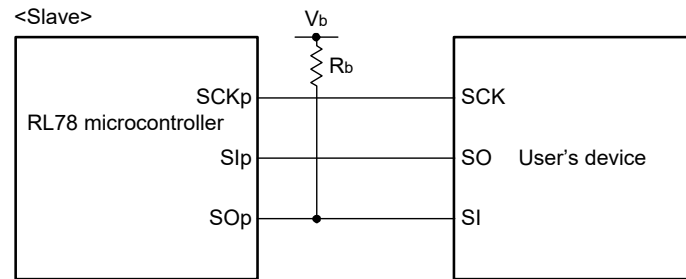 <Slave>
Vb
Rb
SCKp
SCK
RL78 microcontroller
SIp
SO
User's device
SOp
SI